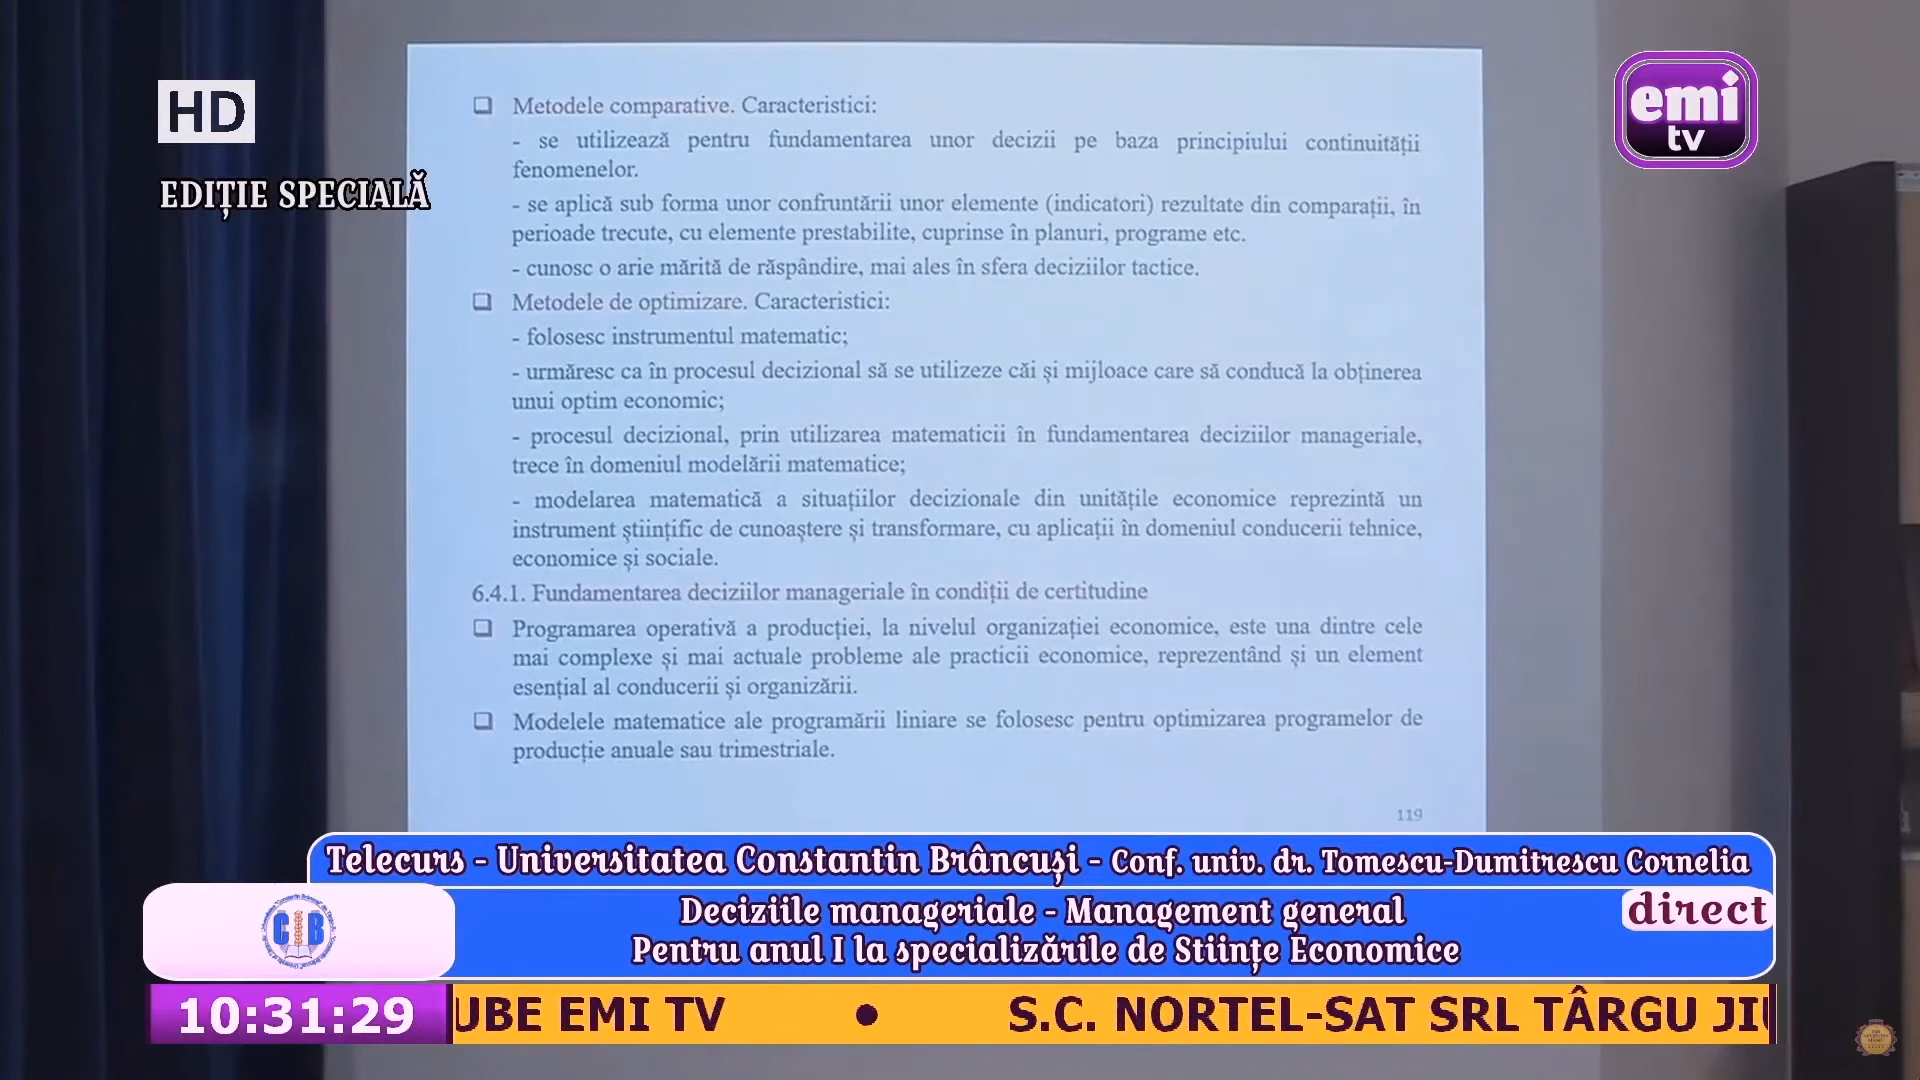 HD
EDIȚIE SPECIALĂ
emi
tv
❑ Metodele comparative. Caracteristici:
- se utilizează pentru fundamentarea unor decizii pe baza principiului continuității
fenomenelor.
- se aplică sub forma unor confruntării unor elemente (indicatori) rezultate din comparații, în
perioade trecute, cu elemente prestabilite, cuprinse în planuri, programe etc.
- cunosc o arie mărită de răspândire, mai ales în sfera deciziilor tactice.
❑ Metodele de optimizare. Caracteristici:
- folosesc instrumentul matematic;
- urmăresc ca în procesul decizional să se utilizeze căi și mijloace care să conducă la obținerea
unui optim economic;
- procesul decizional, prin utilizarea matematicii în fundamentarea deciziilor manageriale,
trece în domeniul modelării matematice;
- modelarea matematică a situațiilor decizionale din unitățile economice reprezintă un
instrument științific de cunoaștere și transformare, cu aplicații în domeniul conducerii tehnice,
economice și sociale.
6.4.1. Fundamentarea deciziilor manageriale în condiții de certitudine
❑ Programarea operativă a producției, la nivelul organizației economice, este una dintre cele
mai complexe și mai actuale probleme ale practicii economice, reprezentând și un element
esențial al conducerii și organizării.
❑ Modelele matematice ale programării liniare se folosesc pentru optimizarea programelor de
producție anuale sau trimestriale.
119
Telecurs - Universitatea Constantin Brâncuși - Conf. univ. dr. Tomescu-Dumitrescu Cornelia
Deciziile manageriale - Management general
direct
Pentru anul I la specializările de Stiințe Economice
CIB
10:31:29 UBE EMI TV • S.C. NORTEL-SAT SRL TÂRGU JIU